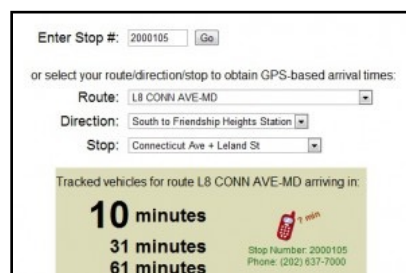 Enter Stop #: 2000105 Go
or select your route/direction/stop to obtain GPS-based arrival times:
Route: L8 CONN AVE-MD
Direction: South to Friendship Heights Station
Stop: Connecticut Ave + Leland St
Tracked vehicles for route L8 CONN AVE-MD arriving in:
10 minutes
? min
31 minutes
Stop Number: 2000105
Phone: (202) 637-7000
61 minutes